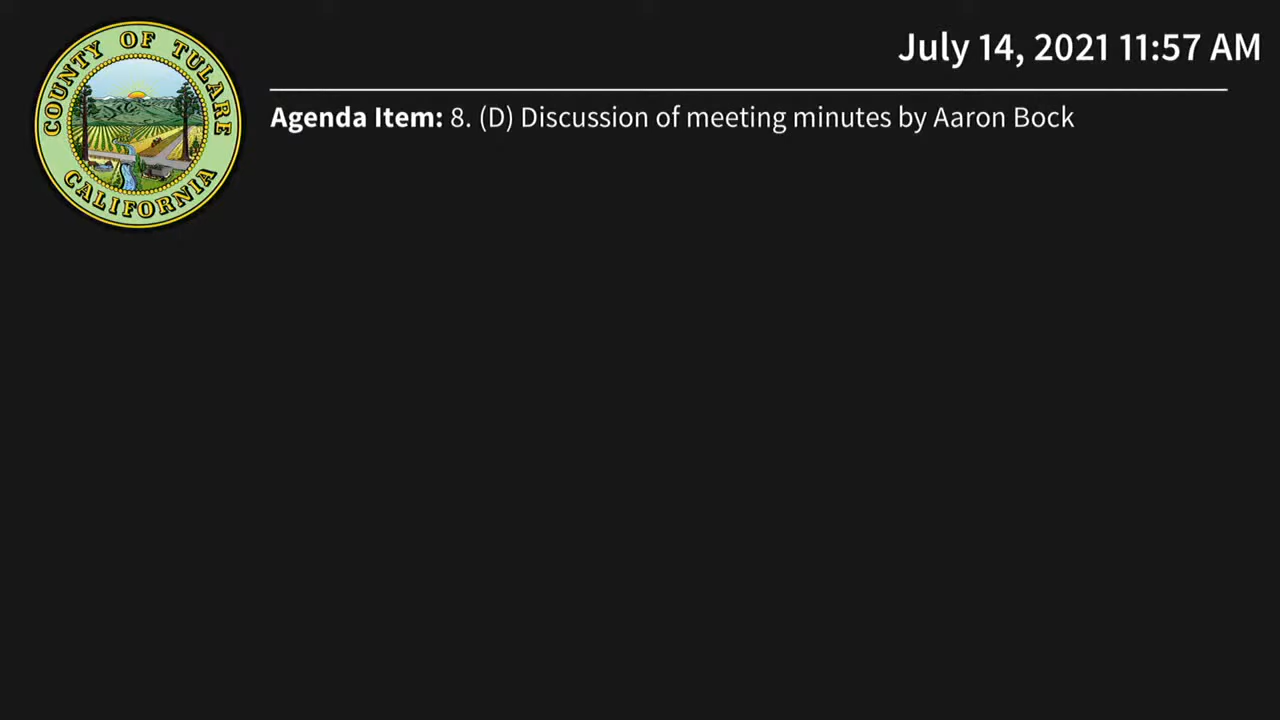 COUNTY OF TULARE
CALIFORNIA
July 14, 2021 11:57 AM
Agenda Item: 8. (D) Discussion of meeting minutes by Aaron Bock